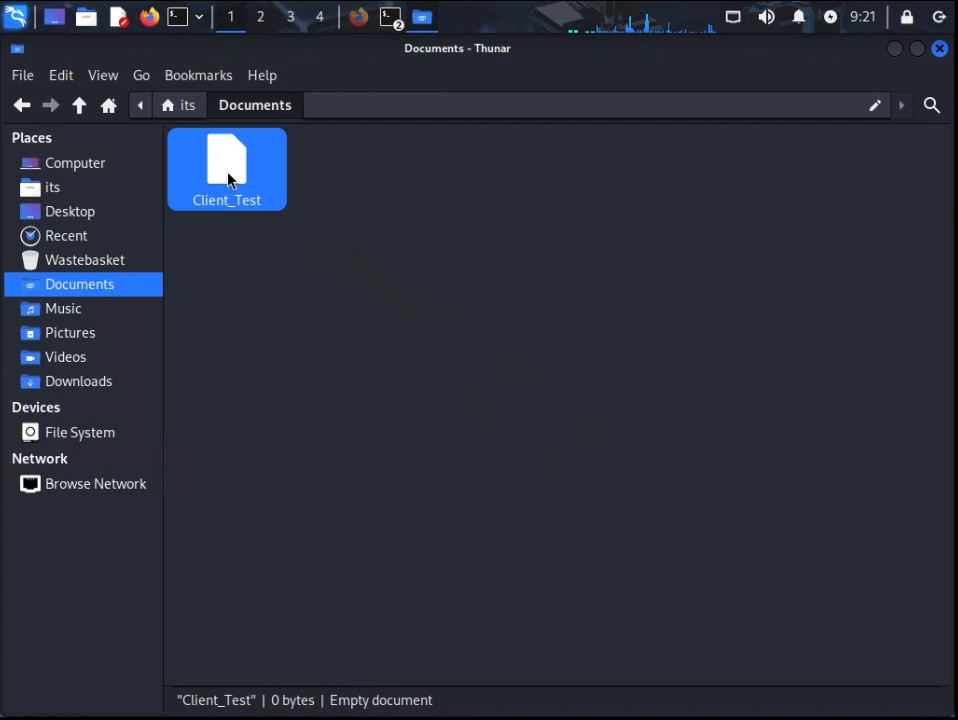 1 2 3 4 2 9:21
Documents - Thunar
File Edit View Go Bookmarks Help
its Documents
Places
Computer
its
Desktop
Recent
Wastebasket
Documents
Music
Pictures
Videos
Downloads
Devices
File System
Network
Browse Network
Client_Test
"Client_Test" | 0 bytes | Empty document